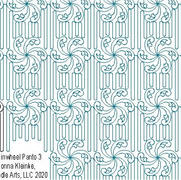 inwheel Panto 3
onna Kleinke,
dle Arts, LLC 2020